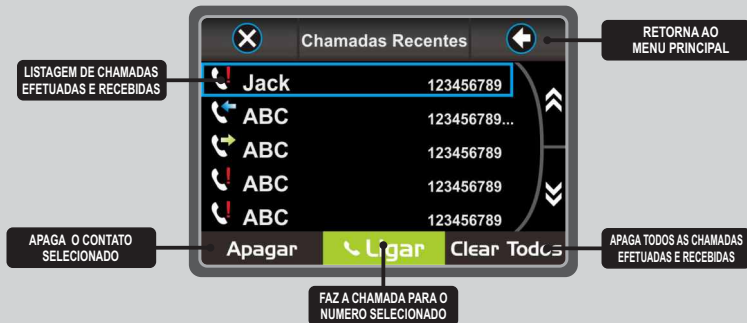 Chamadas Recentes
RETORNA AO
MENU PRINCIPAL
LISTAGEM DE CHAMADAS
EFETUADAS E RECEBIDAS
Jack 123456789
ABC 123456789...
ABC 123456789
ABC 123456789
ABC 123456789
APAGA O CONTATO
SELECIONADO
Apagar Ligar Clear Todos
APAGA TODOS AS CHAMADAS
EFETUADAS E RECEBIDAS
FAZ A CHAMADA PARA O
NUMERO SELECIONADO